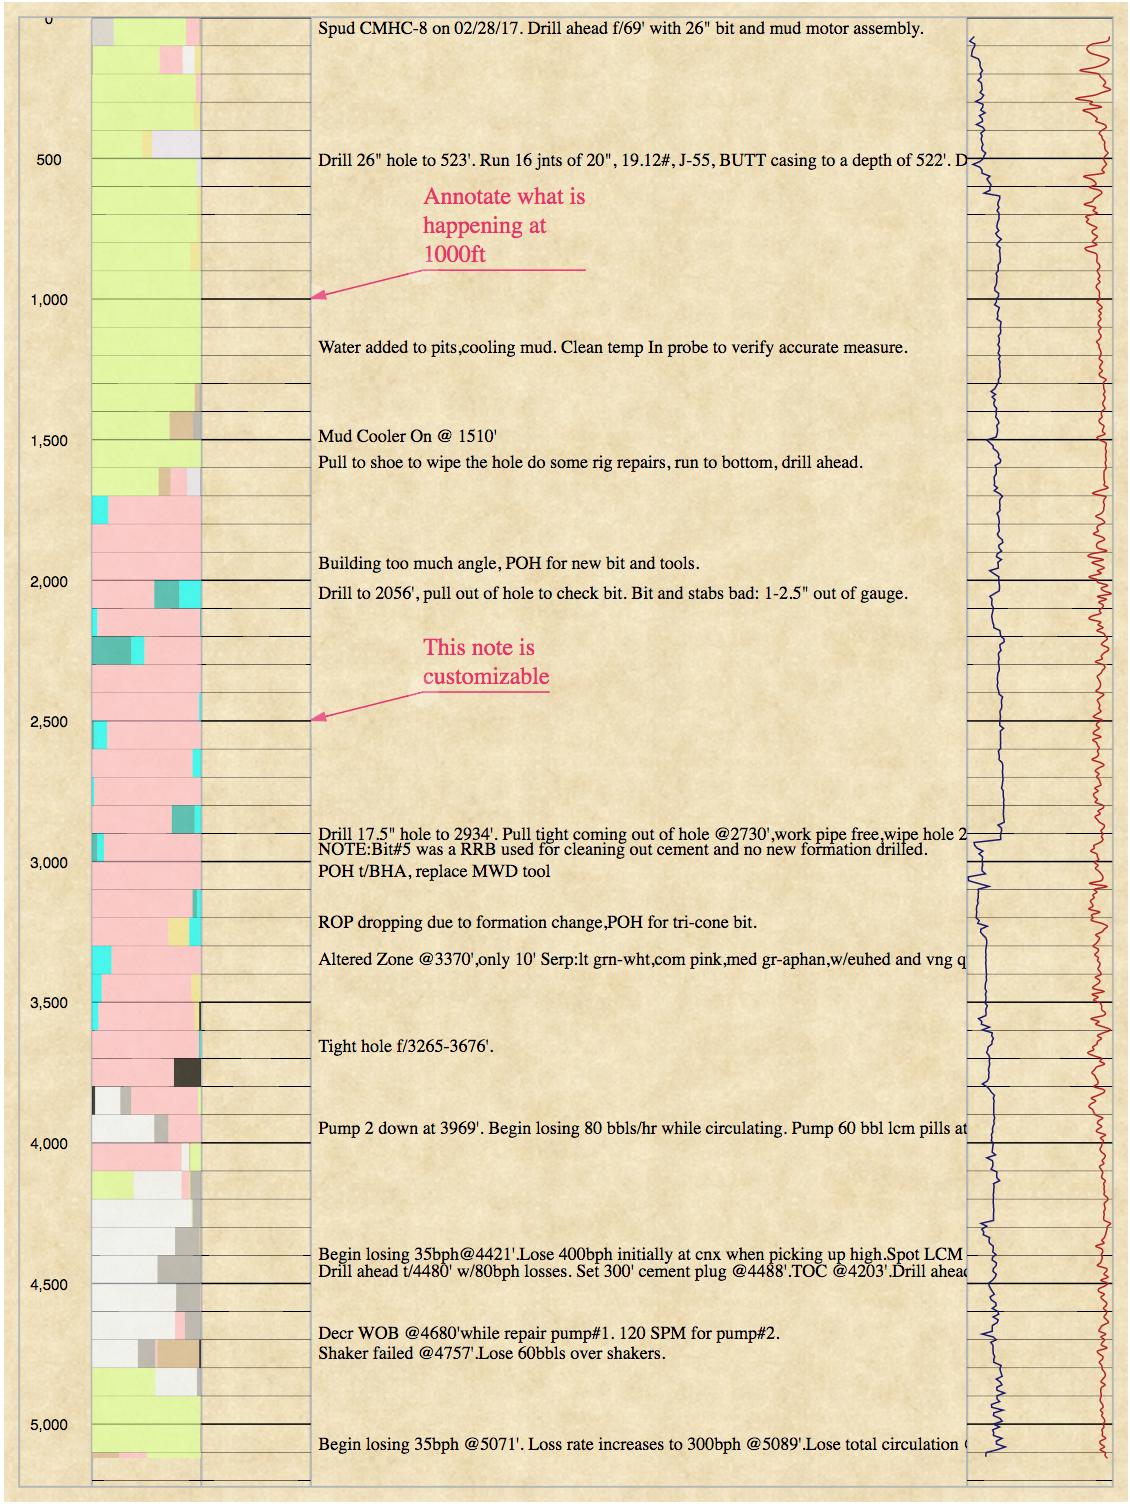 0
Spud CMHC-8 on 02/28/17. Drill ahead f/69' with 26" bit and mud motor assembly.
500
Drill 26" hole to 523'. Run 16 jnts of 20", 19.12#, J-55, BUTT casing to a depth of 522'. D
Annotate what is
happening at
1000ft
1,000
Water added to pits,cooling mud. Clean temp In probe to verify accurate measure.
Mud Cooler On @ 1510'
1,500
Pull to shoe to wipe the hole do some rig repairs, run to bottom, drill ahead.
Building too much angle, POH for new bit and tools.
2,000
Drill to 2056', pull out of hole to check bit. Bit and stabs bad: 1-2.5" out of gauge.
This note is
customizable
2,500
Drill 17.5" hole to 2934'. Pull tight coming out of hole @2730',work pipe free,wipe hole 2
NOTE:Bit#5 was a RRB used for cleaning out cement and no new formation drilled.
3,000
POH t/BHA, replace MWD tool
ROP dropping due to formation change,POH for tri-cone bit.
Altered Zone @3370',only 10' Serp:lt grn-wht,com pink,med gr-aphan,w/euhed and vng q
3,500
Tight hole f/3265-3676'.
Pump 2 down at 3969'. Begin losing 80 bbls/hr while circulating. Pump 60 bbl lcm pills at
4,000
Begin losing 35bph@4421'.Lose 400bph initially at cnx when picking up high.Spot LCM
Drill ahead t/4480' w/80bph losses. Set 300' cement plug @4488'.TOC @4203'.Drill ahead
4,500
Decr WOB @4680'while repair pump#1. 120 SPM for pump#2.
Shaker failed @4757'.Lose 60bbls over shakers.
5,000
Begin losing 35bph @5071'. Loss rate increases to 300bph @5089'.Lose total circulation